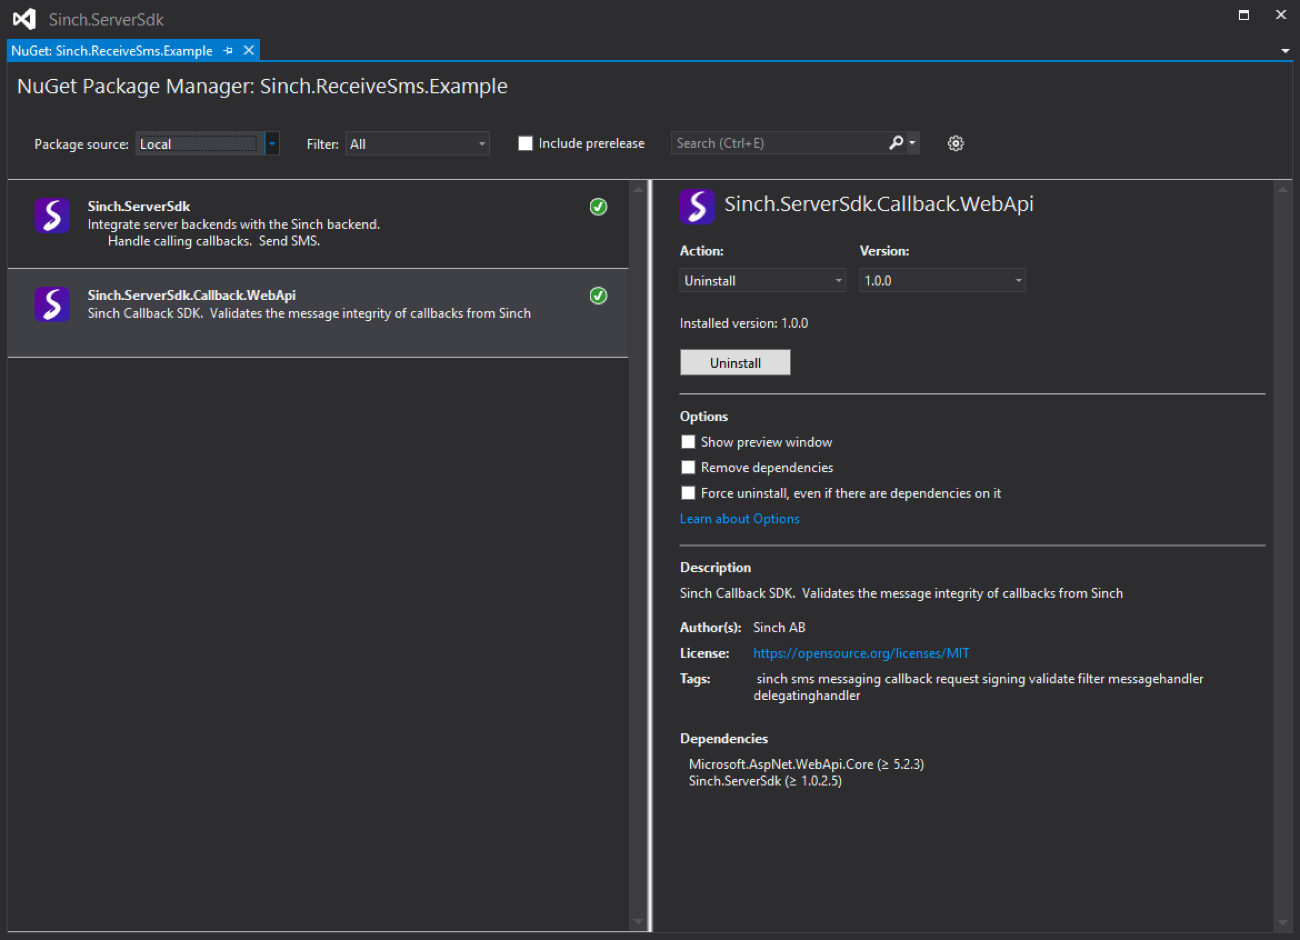 Sinch.ServerSdk
NuGet: Sinch.ReceiveSms.Example
NuGet Package Manager: Sinch.ReceiveSms.Example
Package source: Local Filter: All Include prerelease Search (Ctrl+E)
Sinch.ServerSdk
Integrate server backends with the Sinch backend.
Handle calling callbacks. Send SMS.
Sinch.ServerSdk.Callback.WebApi
Sinch Callback SDK. Validates the message integrity of callbacks from Sinch
Sinch.ServerSdk.Callback.WebApi
Action: Version:
Uninstall 1.0.0
Installed version: 1.0.0
Uninstall
Options
Show preview window
Remove dependencies
Force uninstall, even if there are dependencies on it
Learn about Options
Description
Sinch Callback SDK. Validates the message integrity of callbacks from Sinch
Author(s): Sinch AB
License: https://opensource.org/licenses/MIT
Tags: sinch sms messaging callback request signing validate filter messagehandler
delegatinghandler
Dependencies
Microsoft.AspNet.WebApi.Core (≥ 5.2.3)
Sinch.ServerSdk (≥ 1.0.2.5)